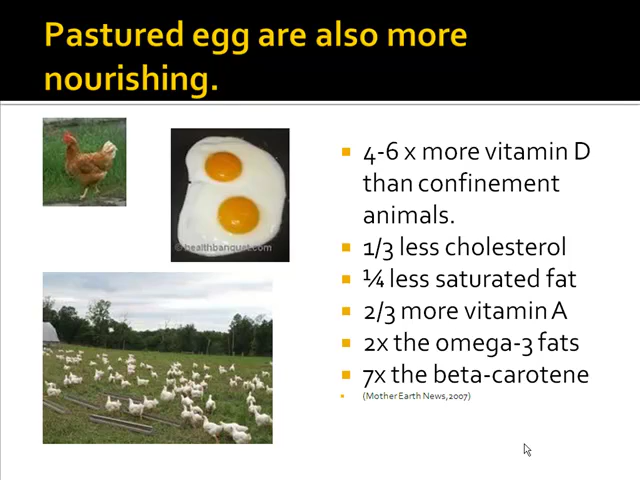 Pastured egg are also more
nourishing.
© healthbanquet.com
4-6 x more vitamin D
than confinement
animals.
1/3 less cholesterol
¼ less saturated fat
2/3 more vitamin A
2x the omega-3 fats
7x the beta-carotene
(Mother Earth News, 2007)